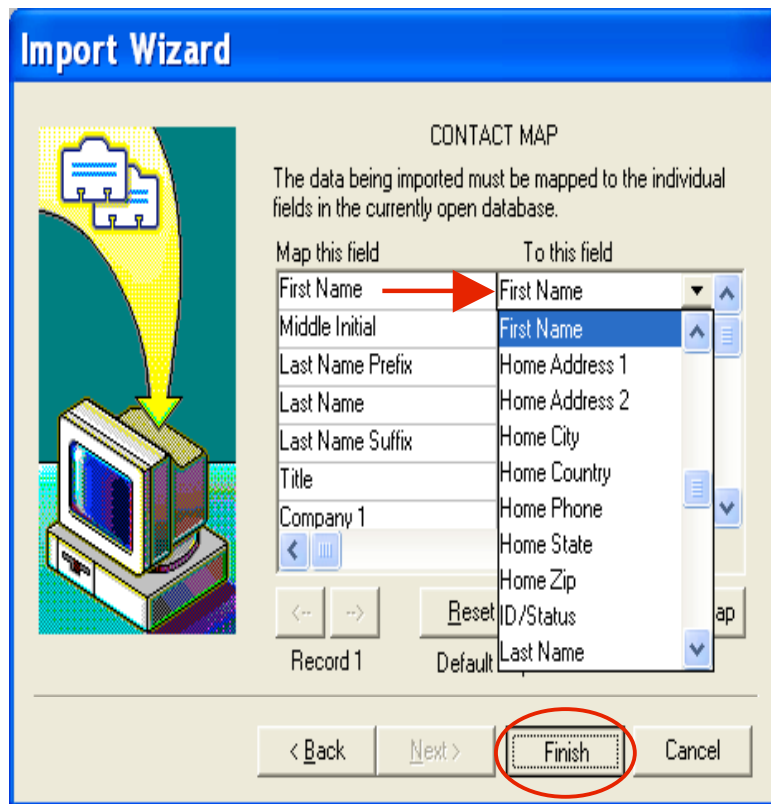 Import Wizard
CONTACT MAP
The data being imported must be mapped to the individual
fields in the currently open database.
Map this field To this field
First Name First Name
Middle Initial First Name
Last Name Prefix Home Address 1
Last Name Home Address 2
Last Name Suffix Home City
Title Home Country
Company 1 Home Phone
Home State
Home Zip
<-- --> Reset ID/Status ap
Record 1 Default Last Name
< Back Next > Finish Cancel